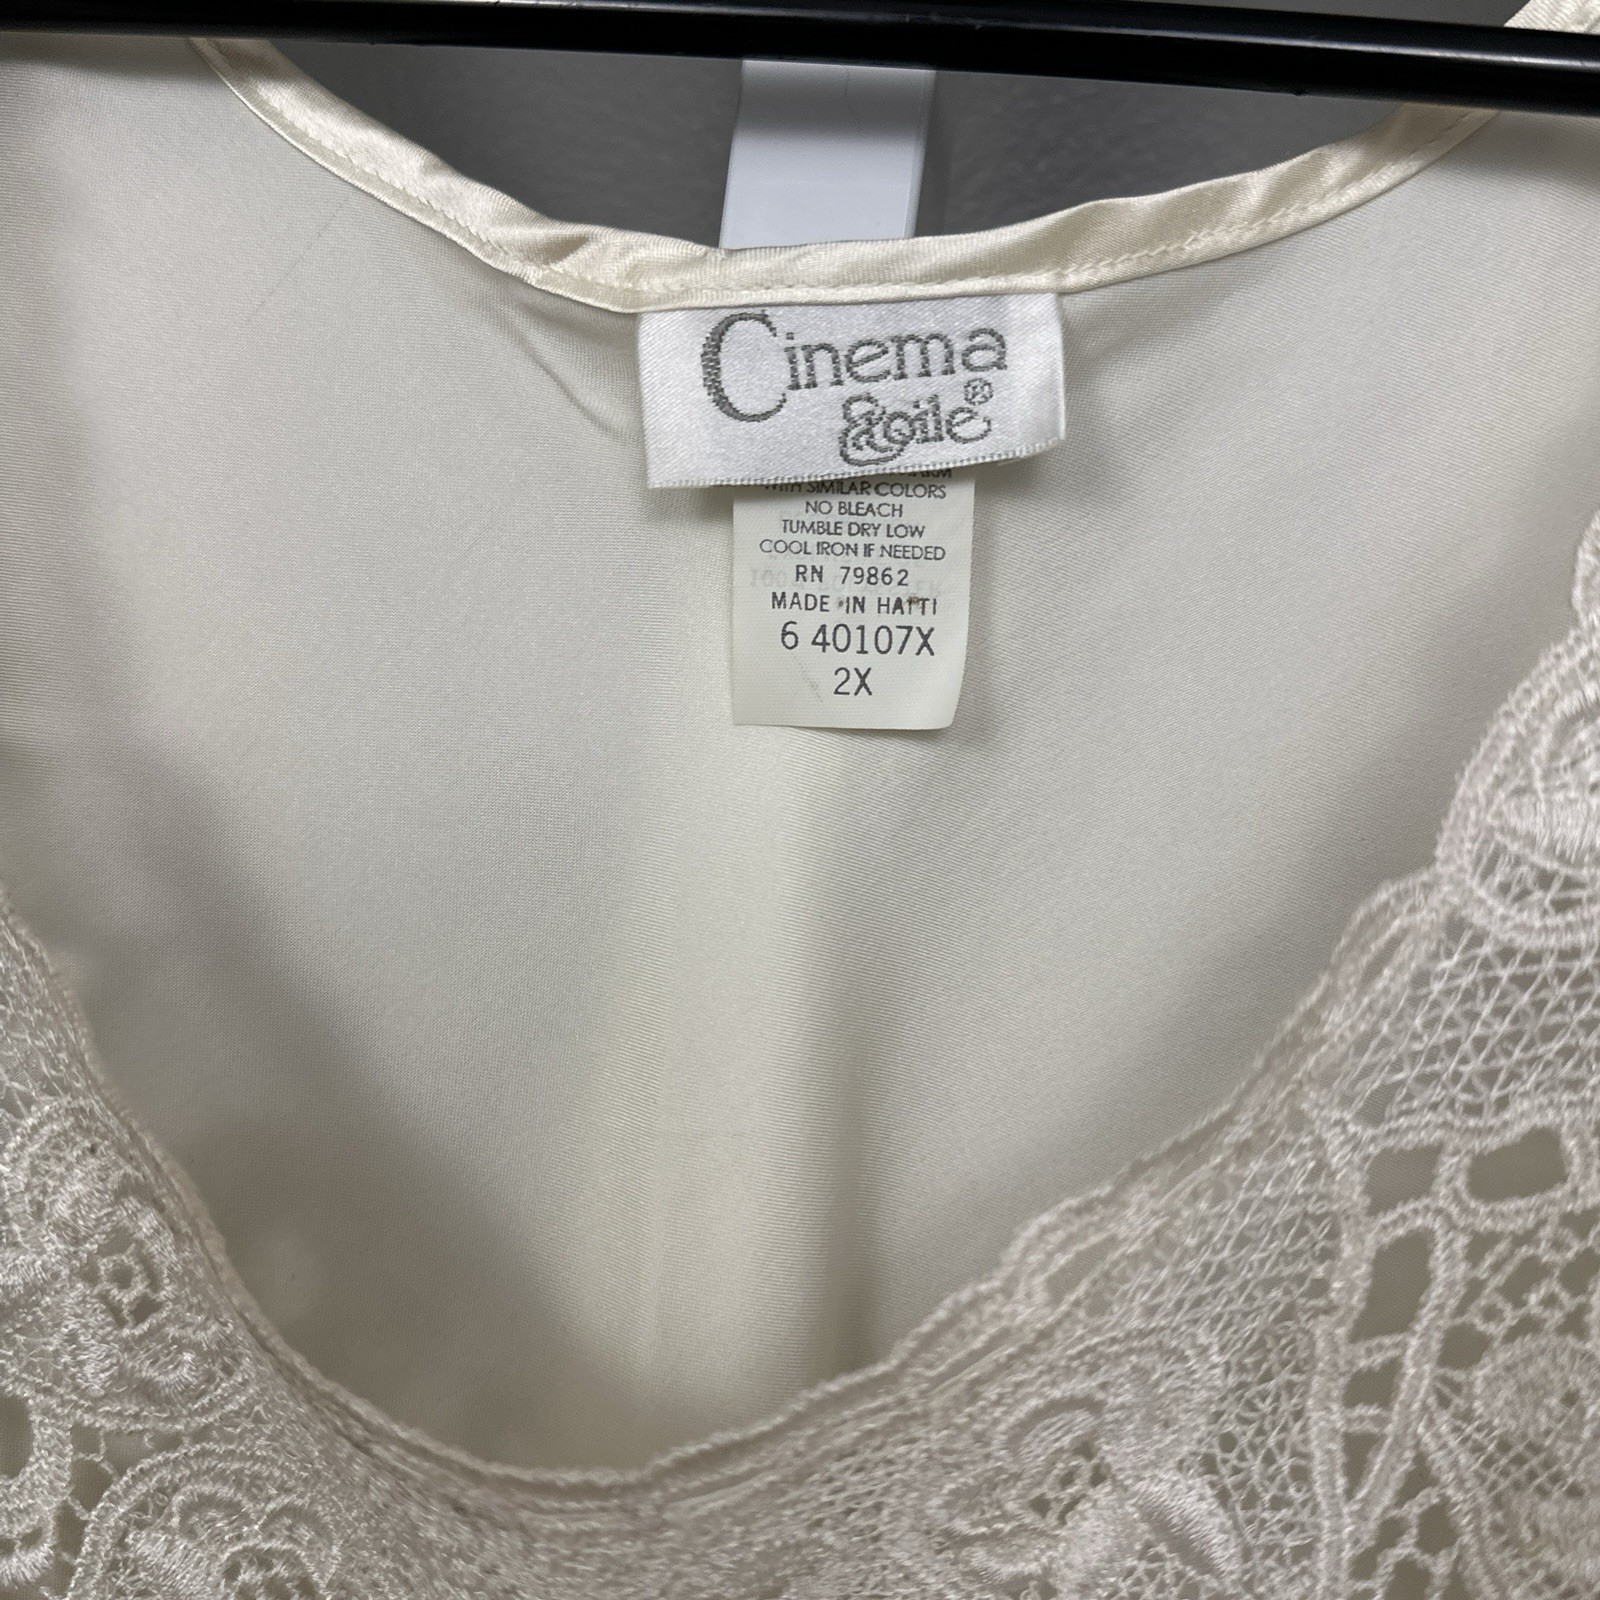 Cinema
Etoile®
WITH SIMILAR COLORS
NO BLEACH
TUMBLE DRY LOW
COOL IRON IF NEEDED
RN 79862
MADE IN HAITI
6 40107X
2X